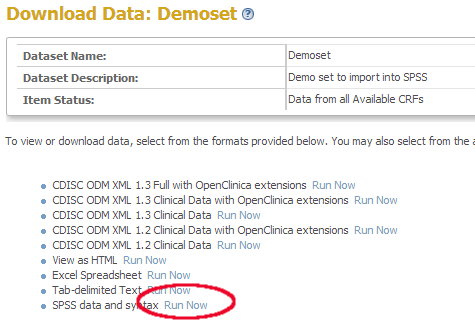 Download Data: Demoset ?
Dataset Name: Demoset
Dataset Description: Demo set to import into SPSS
Item Status: Data from all Available CRFs
To view or download data, select from the formats provided below. You may also select from the
CDISC ODM XML 1.3 Full with OpenClinica extensions Run Now
CDISC ODM XML 1.3 Clinical Data with OpenClinica extensions Run Now
CDISC ODM XML 1.3 Clinical Data Run Now
CDISC ODM XML 1.2 Clinical Data with OpenClinica extensions Run Now
CDISC ODM XML 1.2 Clinical Data Run Now
View as HTML Run Now
Excel Spreadsheet Run Now
Tab-delimited Text Run Now
SPSS data and syntax Run Now